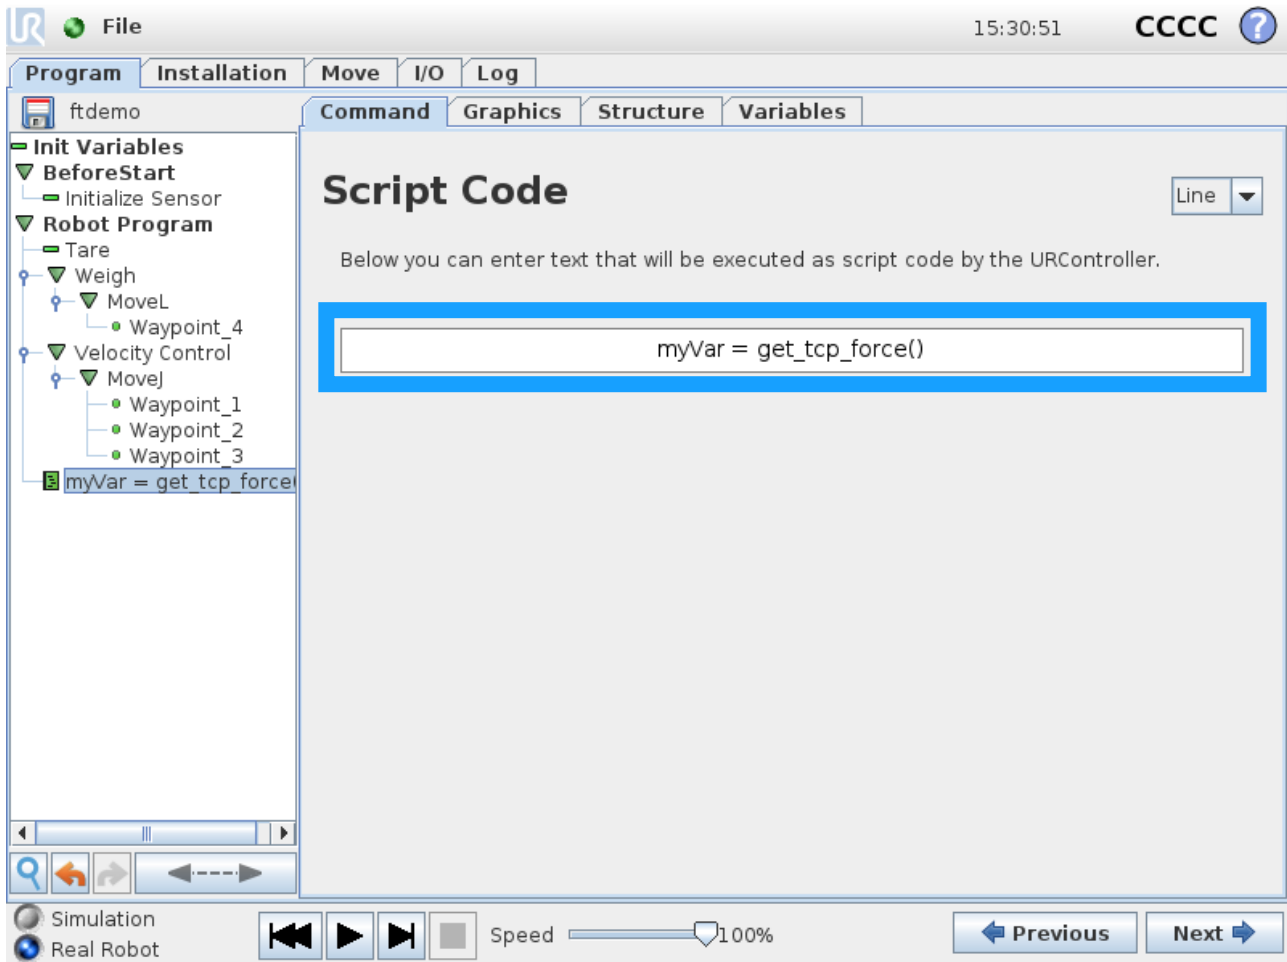 UR File 15:30:51 CCCC ?
Program Installation Move I/O Log
ftdemo Command Graphics Structure Variables
Init Variables
BeforeStart
Initialize Sensor
Robot Program
Tare
Weigh
MoveL
Waypoint_4
Velocity Control
MoveJ
Waypoint_1
Waypoint_2
Waypoint_3
myVar = get_tcp_force(
Script Code
Line
Below you can enter text that will be executed as script code by the URController.
myVar = get_tcp_force()
Simulation
Real Robot
Speed 100%
Previous Next